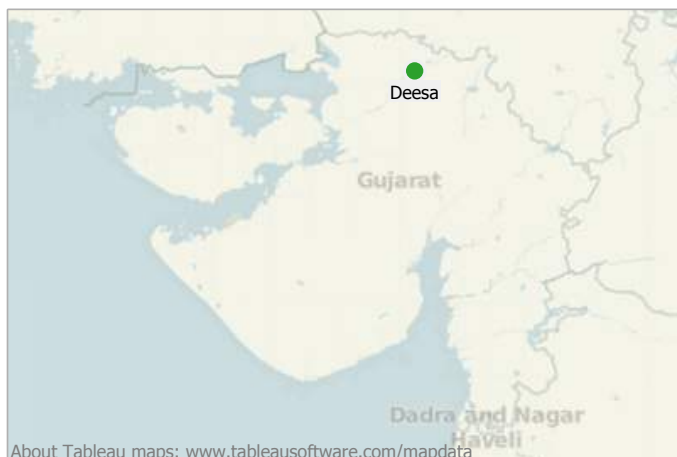 Deesa
Gujarat
Dadra and Nagar
Haveli
About Tableau maps: www.tableausoftware.com/mapdata